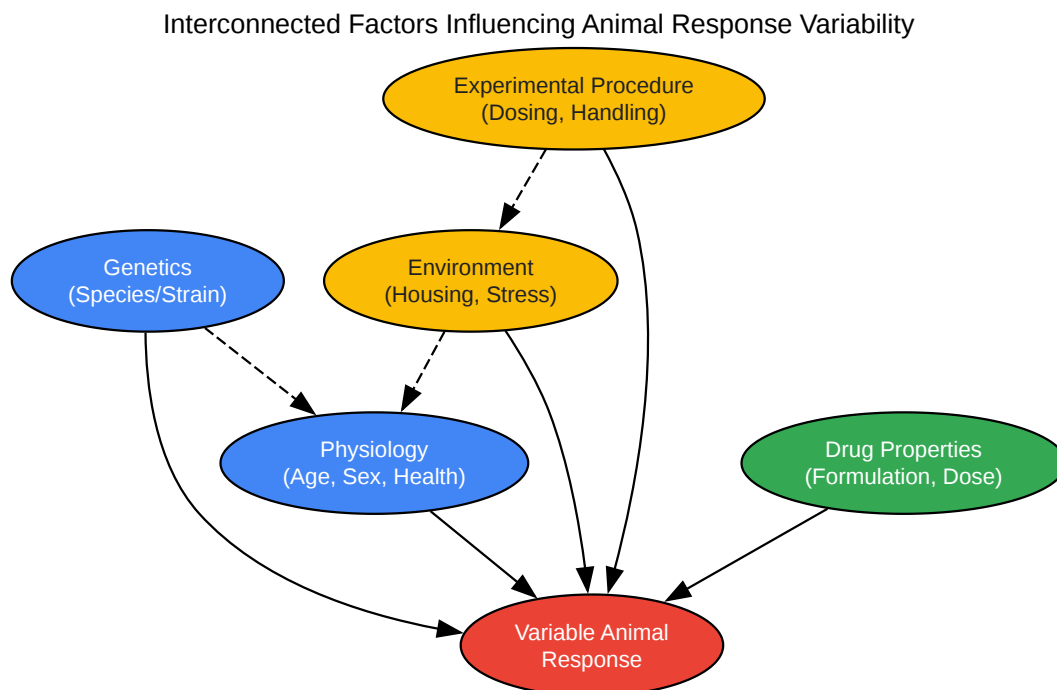 Interconnected Factors Influencing Animal Response Variability
Experimental Procedure
(Dosing, Handling)
Genetics
(Species/Strain)
Environment
(Housing, Stress)
Physiology
(Age, Sex, Health)
Drug Properties
(Formulation, Dose)
Variable Animal
Response